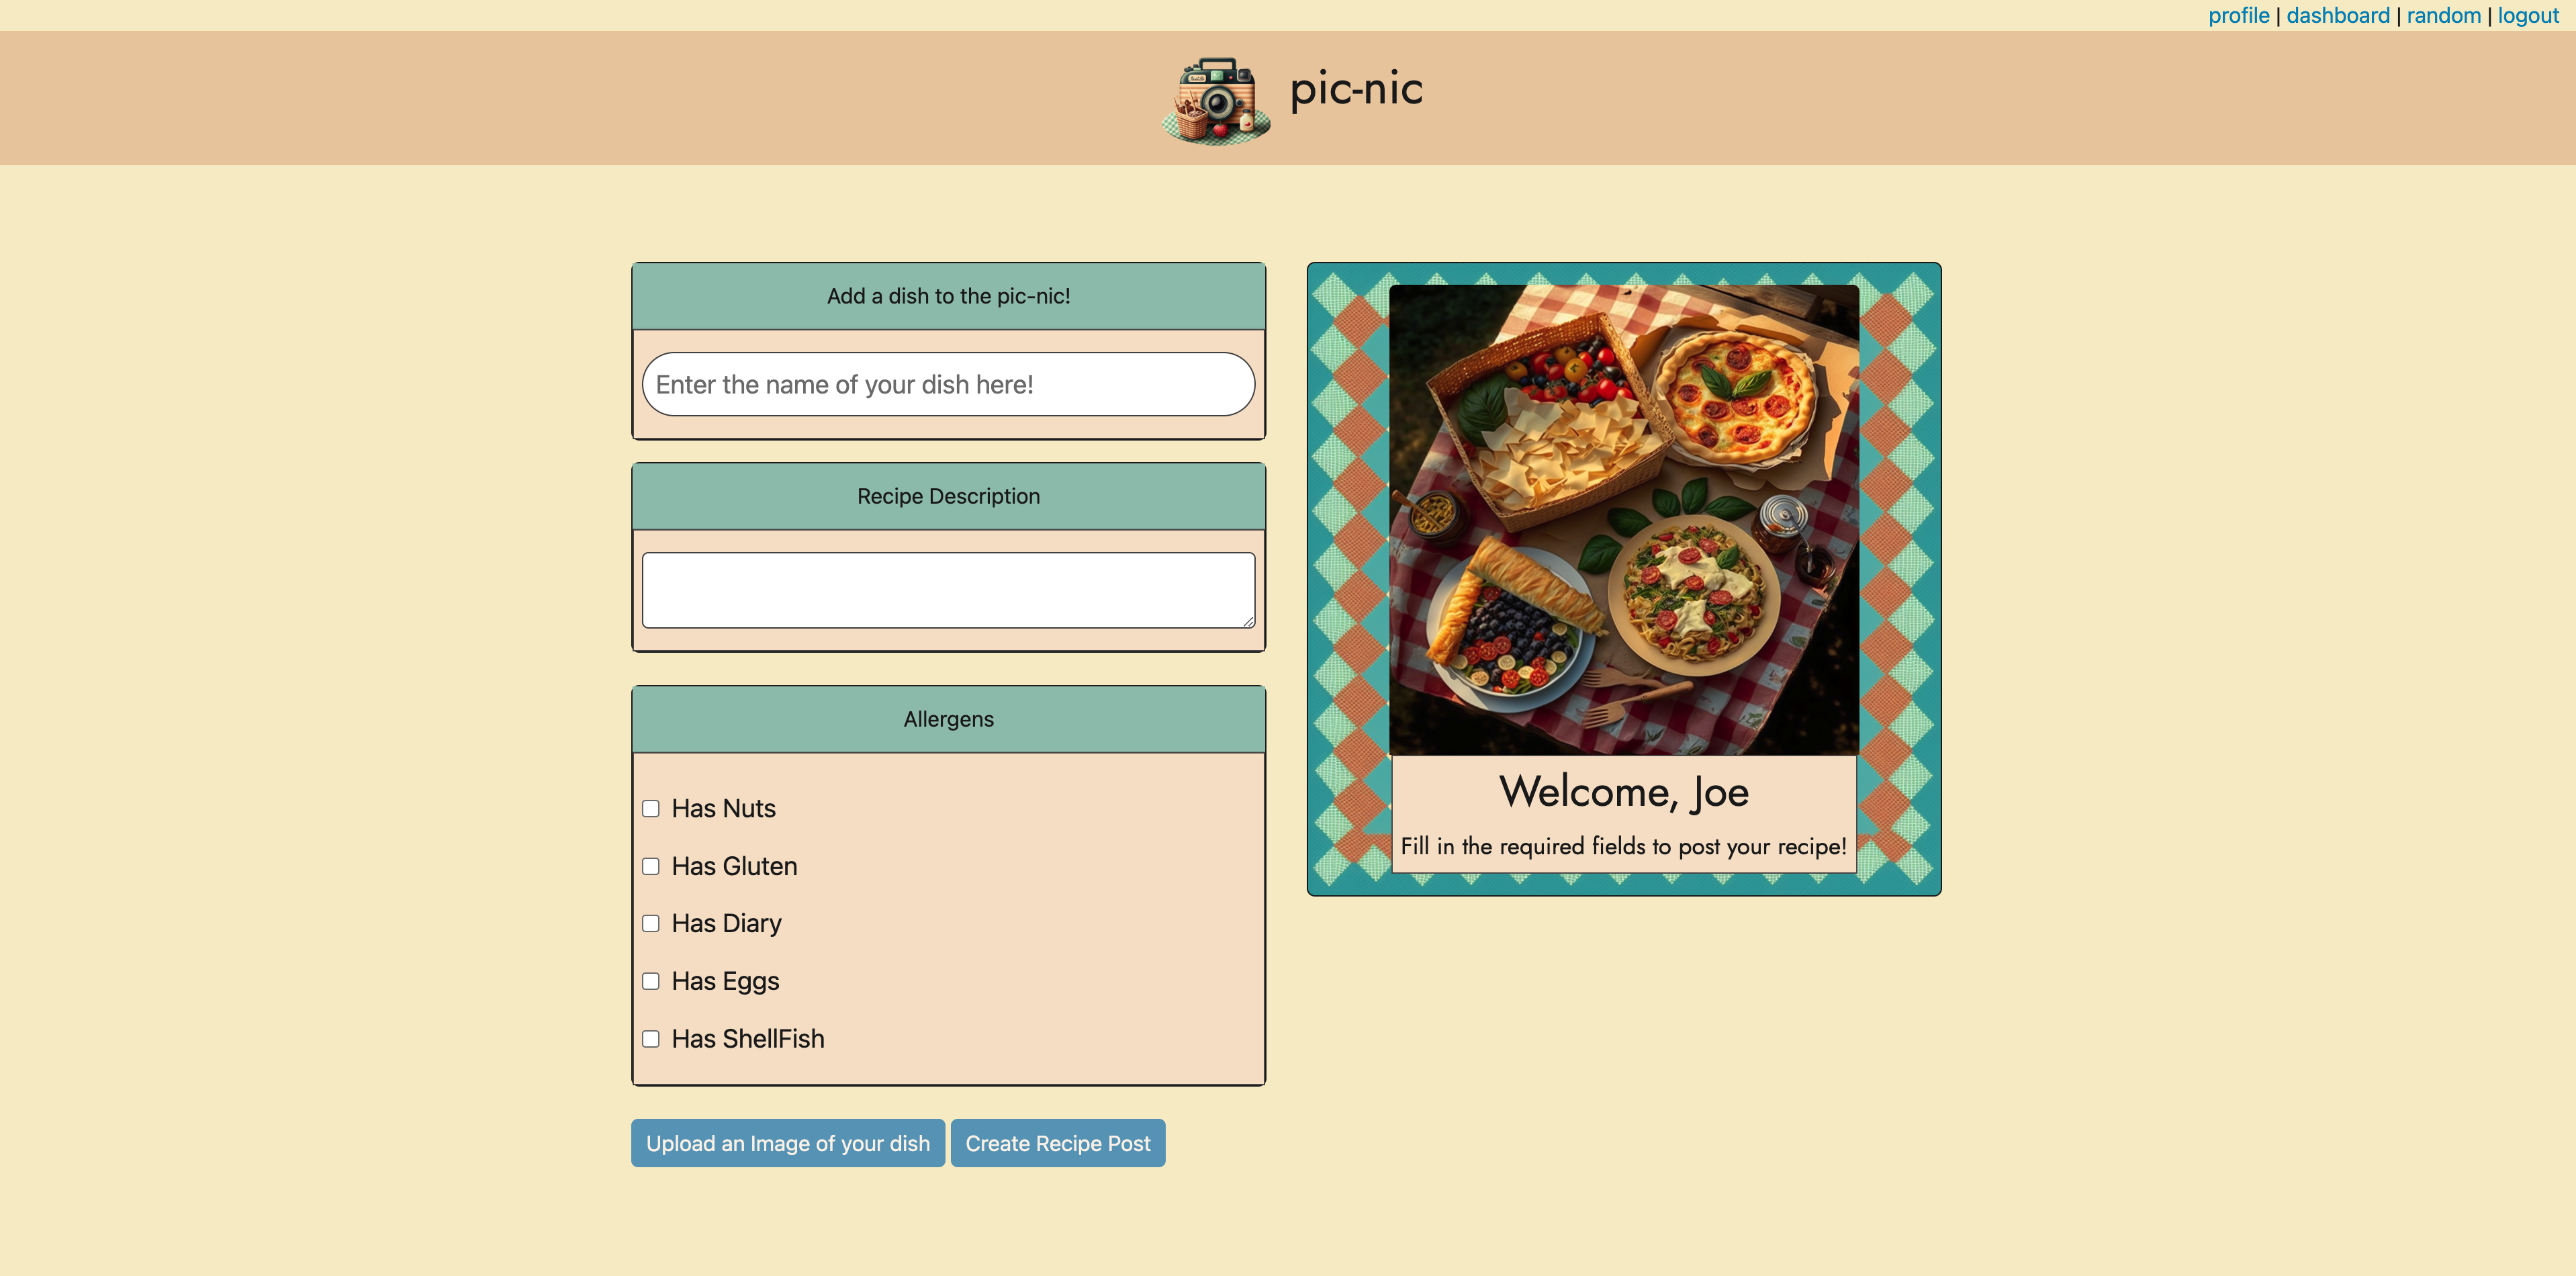 profile | dashboard | random | logout
pic-nic
Add a dish to the pic-nic!
Enter the name of your dish here!
Recipe Description
Allergens
Has Nuts
Has Gluten
Has Diary
Has Eggs
Has ShellFish
Upload an Image of your dish
Create Recipe Post
Welcome, Joe
Fill in the required fields to post your recipe!